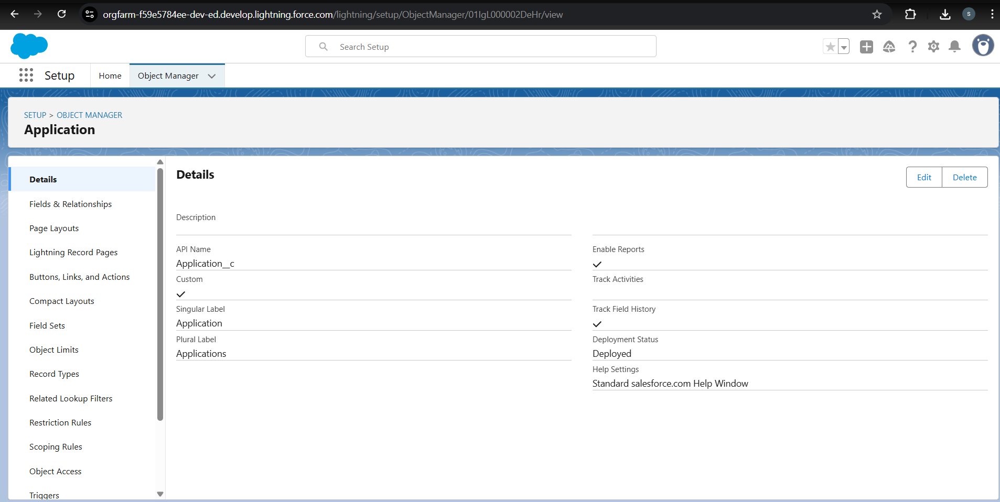 orgfarm-f59e5784ee-dev-ed.develop.lightning.force.com/lightning/setup/ObjectManager/01IgL000002DeHr/view
S
Search Setup
Setup
Home
Object Manager
SETUP > OBJECT MANAGER
Application
Details
Fields & Relationships
Page Layouts
Lightning Record Pages
Buttons, Links, and Actions
Compact Layouts
Field Sets
Object Limits
Record Types
Related Lookup Filters
Restriction Rules
Scoping Rules
Object Access
Triggers
Details
Edit
Delete
Description
API Name
Application__c
Custom
Singular Label
Application
Plural Label
Applications
Enable Reports
Track Activities
Track Field History
Deployment Status
Deployed
Help Settings
Standard salesforce.com Help Window